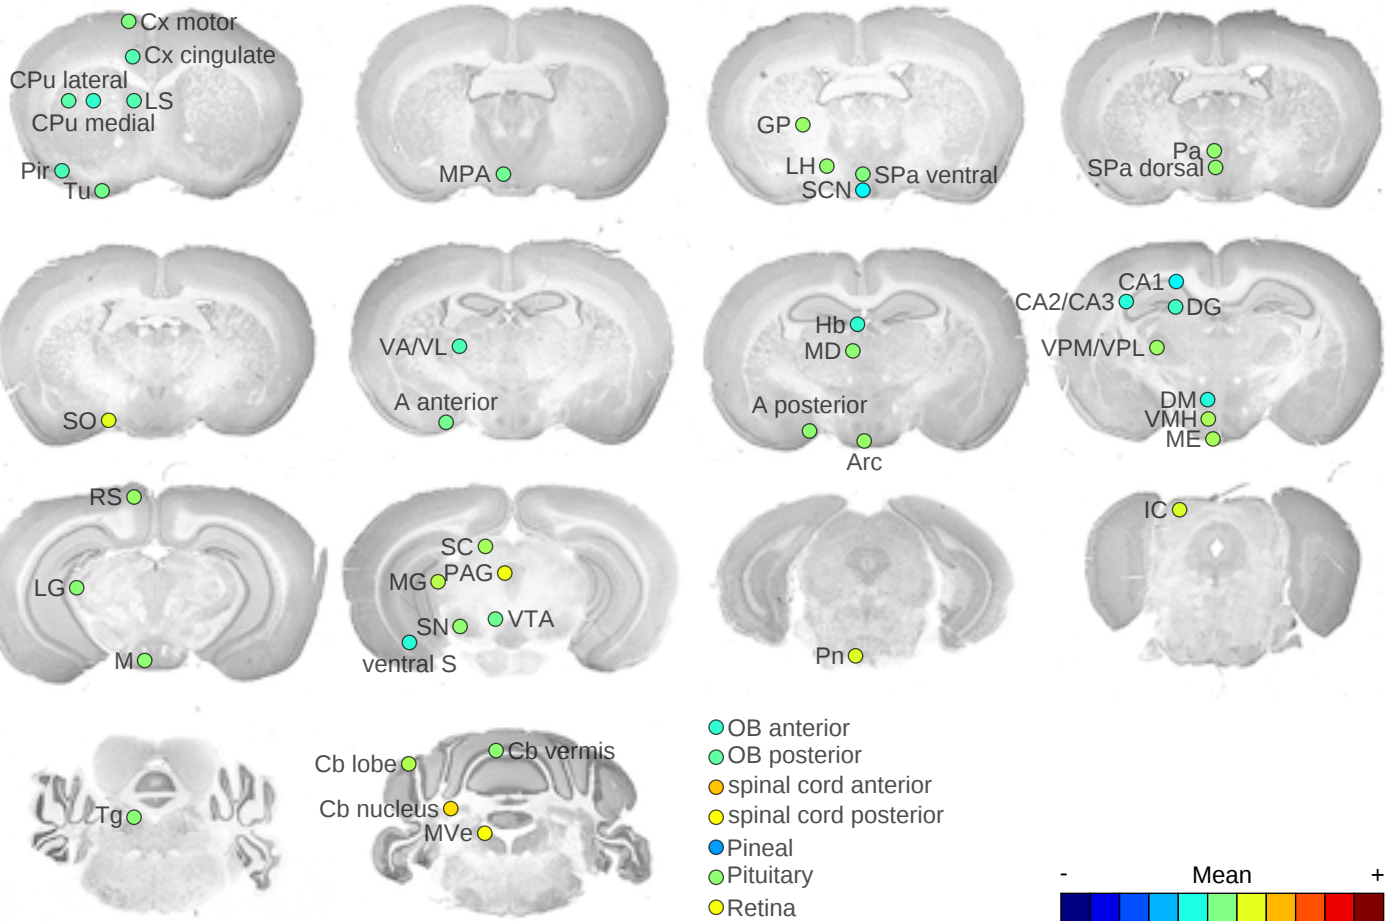 Cx motor
Cx cingulate
CPu lateral
LS
CPu medial
Pir
Tu
MPA
GP
LH
SPa ventral
SCN
Pa
SPa dorsal
SO
VA/VL
A anterior
Hb
MD
A posterior
Arc
CA1
CA2/CA3
DG
VPM/VPL
DM
VMH
ME
RS
LG
M
SC
MG
PAG
SN
VTA
ventral S
Pn
IC
Tg
Cb lobe
Cb vermis
Cb nucleus
MVe
OB anterior
OB posterior
spinal cord anterior
spinal cord posterior
Pineal
Pituitary
Retina
- Mean +